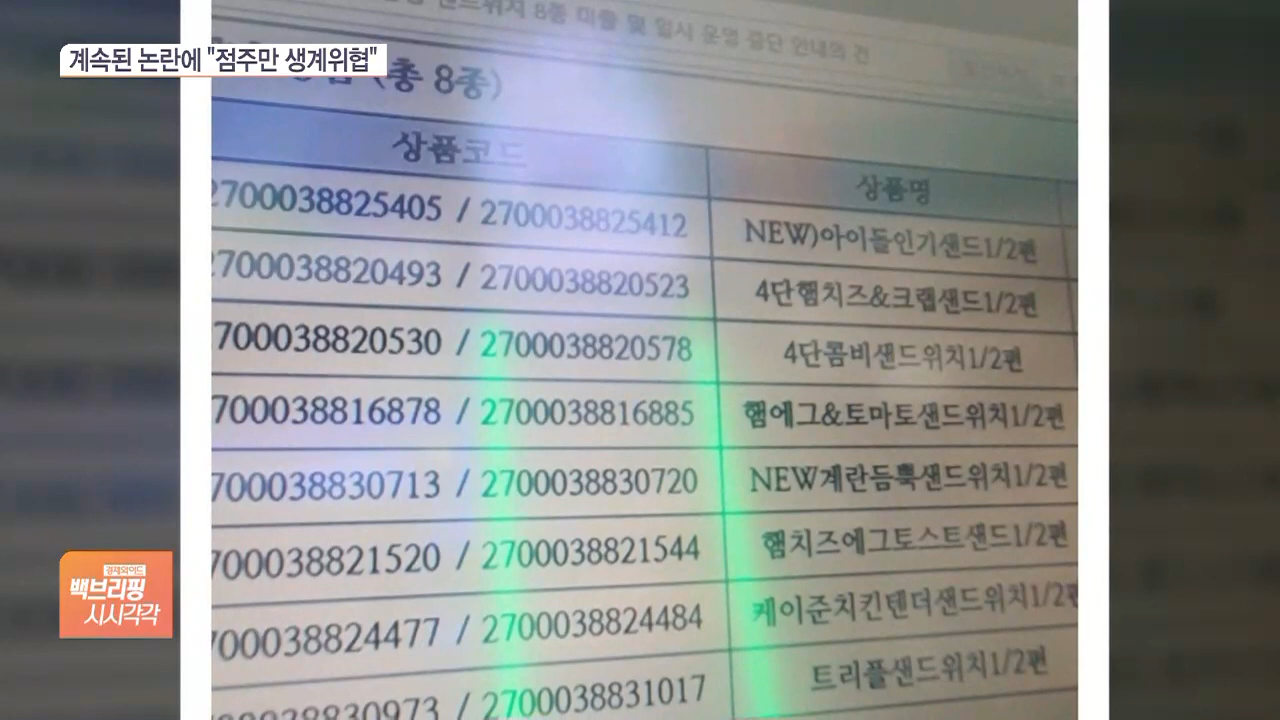 계속된 논란에 "점주만 생계위협"
샌드위치 8종 미출 및 일시 운영 중단 안내의 건
(총 8종)
상품코드 상품명
2700038825405 / 2700038825412 NEW)아이돌인기샌드1/2편
2700038820493 / 2700038820523 4단햄치즈&크랩샌드1/2편
2700038820530 / 2700038820578 4단콤비샌드위치1/2편
700038816878 / 2700038816885 햄에그&토마토샌드위치1/2편
700038830713 / 2700038830720 NEW계란듬뿍샌드위치1/2편
700038821520 / 2700038821544 햄치즈에그토스트샌드1/2편
700038824477 / 2700038824484 케이준치킨텐더샌드위치1/2편
00038830973 / 2700038831017 트리플샌드위치1/2편
경제와이드
백브리핑
시시각각